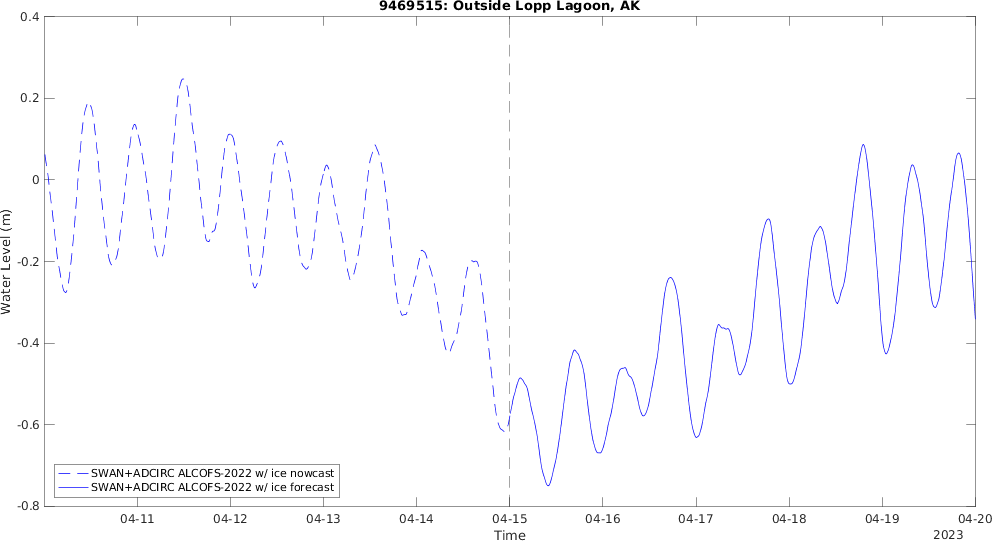 9469515: Outside Lopp Lagoon, AK
0.4
0.2
0
-0.2
-0.4
-0.6
-0.8
Water Level (m)
SWAN+ADCIRC ALCOFS-2022 w/ ice nowcast
SWAN+ADCIRC ALCOFS-2022 w/ ice forecast
04-11 04-12 04-13 04-14 04-15 04-16 04-17 04-18 04-19 04-20
Time
2023